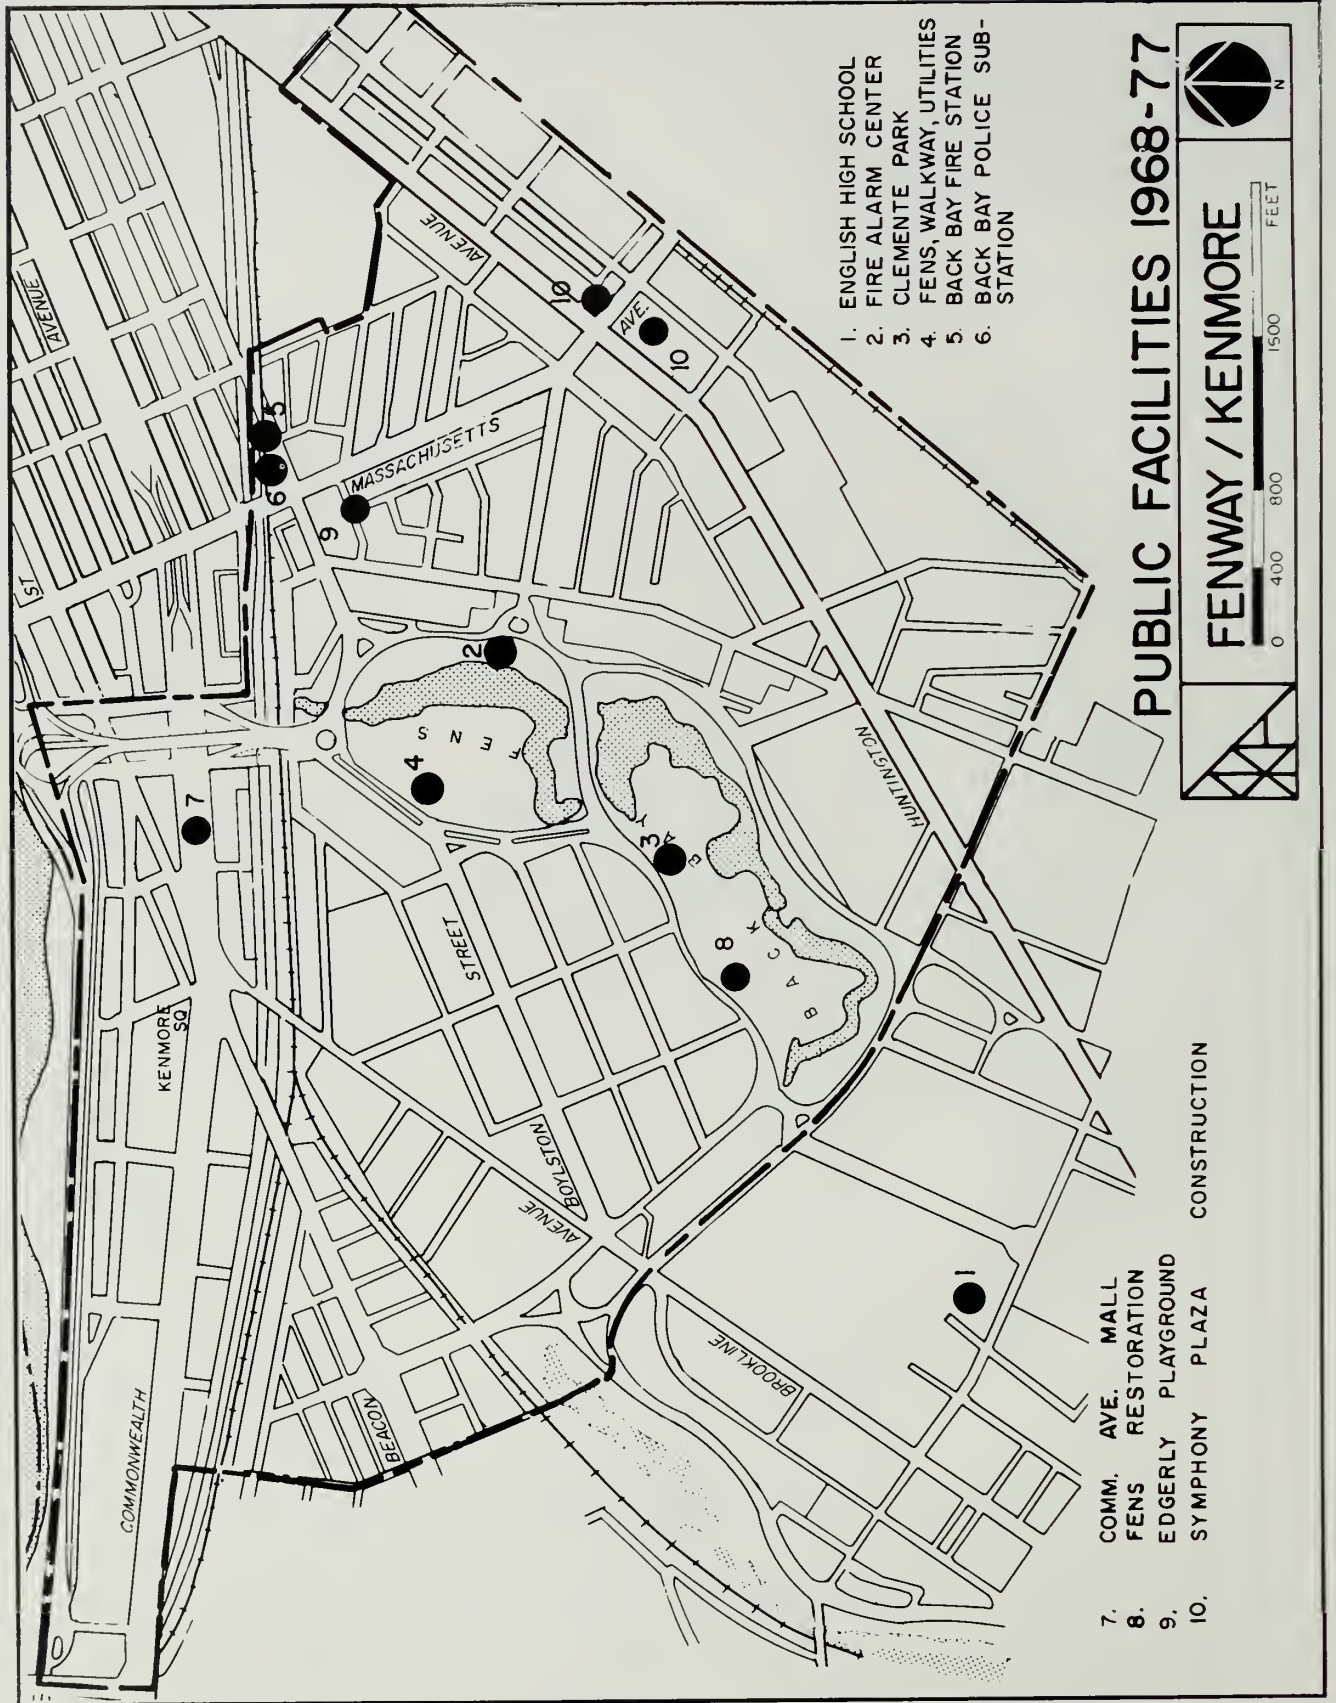 AVENUE
ST
AVENUE
10
AVE.
10
5
6
MASSACHUSETTS
9
2
FENS
4
7
HUNTINGTON
3
BACK BAY
8
STREET
KENMORE
SQ
BOYLSTON
AVENUE
1
BROOKLINE
BEACON
COMMONWEALTH
1. ENGLISH HIGH SCHOOL
2. FIRE ALARM CENTER
3. CLEMENTE PARK
4. FENS, WALKWAY, UTILITIES
5. BACK BAY FIRE STATION
6. BACK BAY POLICE SUB-
STATION
7. COMM. AVE. MALL
8. FENS RESTORATION
9. EDGERLY PLAYGROUND
10. SYMPHONY PLAZA CONSTRUCTION
PUBLIC FACILITIES 1968-77
FENWAY / KENMORE
0 400 800 1500 FEET
N